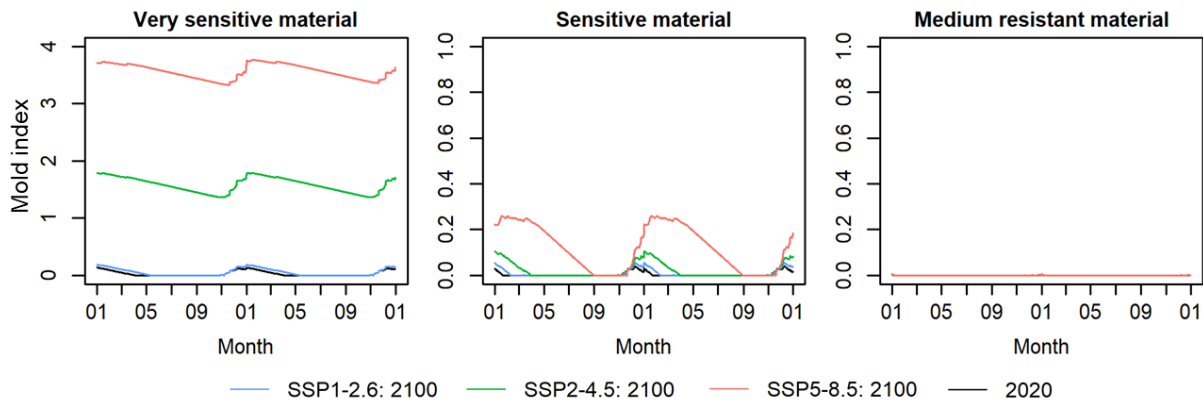 Very sensitive material
Sensitive material
Medium resistant material
Mold index
4
3
2
1
0
01 05 09 01 05 09 01
Month
1.0
0.8
0.6
0.4
0.2
0.0
01 05 09 01 05 09 01
Month
1.0
0.8
0.6
0.4
0.2
0.0
01 05 09 01 05 09 01
Month
SSP1-2.6: 2100 SSP2-4.5: 2100 SSP5-8.5: 2100 2020